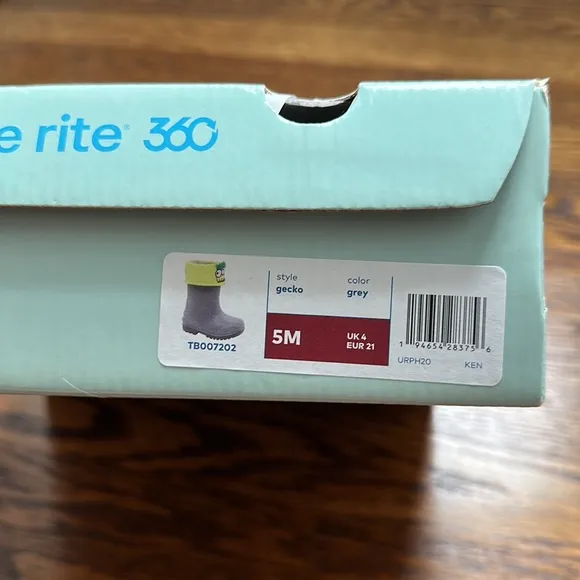 e rite® 360
style
gecko
color
grey
TB007202
5M
UK 4
EUR 21
1 94654 28375 6
URPH20
KEN